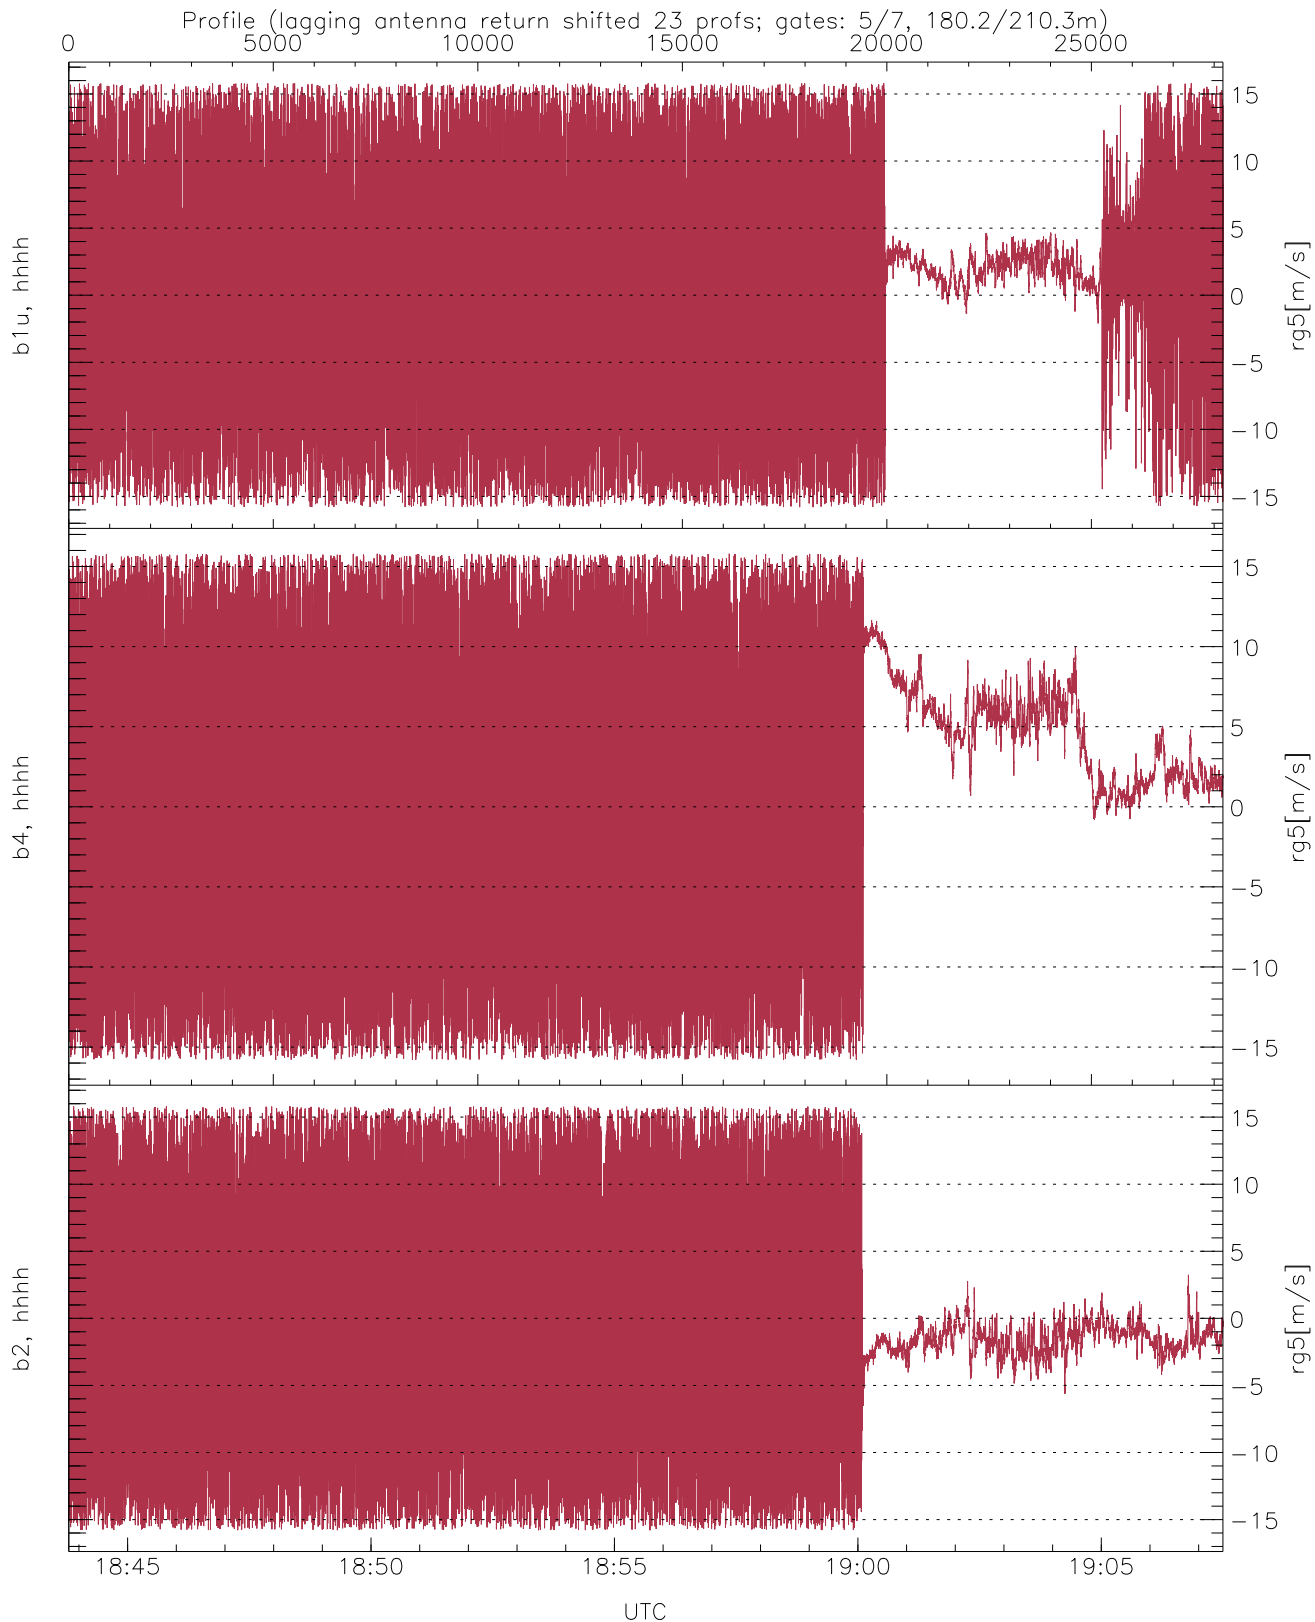 Profile (lagging antenna return shifted 23 profs; gates: 5/7, 180.2/210.3m)
0 5000 10000 15000 20000 25000
b1u, hhhh
15
10
5
0
−5
−10
−15
rg5[m/s]
b4, hhhh
15
10
5
0
−5
−10
−15
rg5[m/s]
b2, hhhh
15
10
5
0
−5
−10
−15
rg5[m/s]
18:45 18:50 18:55 19:00 19:05
UTC